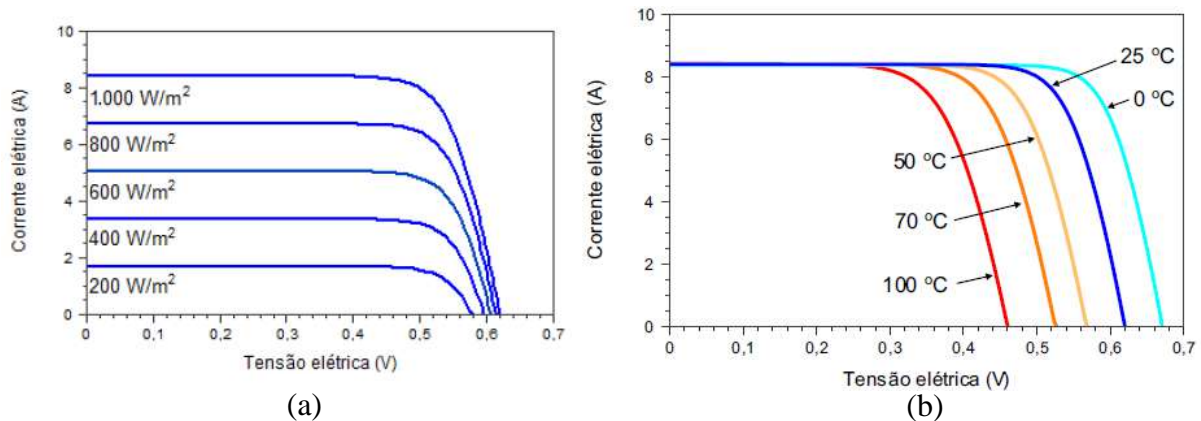 10
8
6
4
2
0
Corrente elétrica (A)
1.000 W/m²
800 W/m²
600 W/m²
400 W/m²
200 W/m²
0 0,1 0,2 0,3 0,4 0,5 0,6 0,7
Tensão elétrica (V)
(a)
10
8
6
4
2
0
Corrente elétrica (A)
25 ºC
0 ºC
50 ºC
70 ºC
100 ºC
0 0,1 0,2 0,3 0,4 0,5 0,6 0,7
Tensão elétrica (V)
(b)